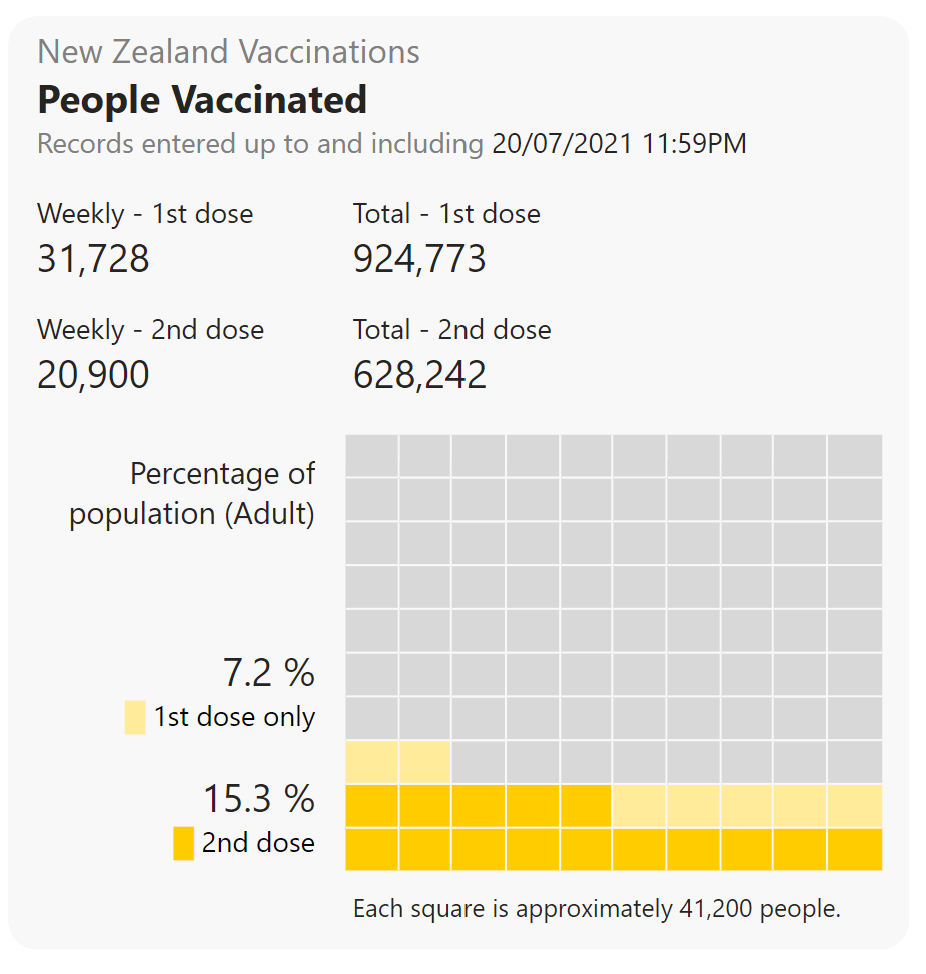 New Zealand Vaccinations
People Vaccinated
Records entered up to and including 20/07/2021 11:59PM
Weekly - 1st dose
Total - 1st dose
31,728
924,773
Weekly - 2nd dose
Total - 2nd dose
20,900
628,242
Percentage of
population (Adult)
7.2 %
1st dose only
15.3 %
2nd dose
Each square is approximately 41,200 people.